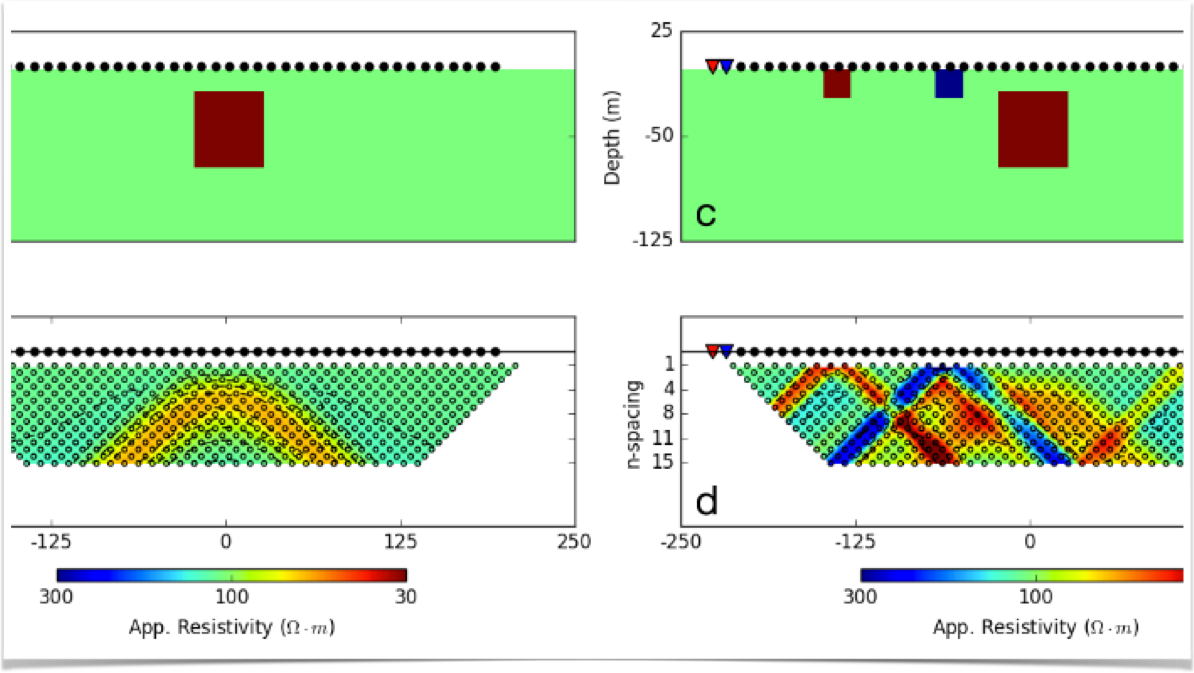 25
Depth (m)
-50
c
-125
1
4
n-spacing
8
11
15
d
-125 0 125 250 -250 -125 0
300 100 30 300 100
App. Resistivity (Ω · m) App. Resistivity (Ω · m)